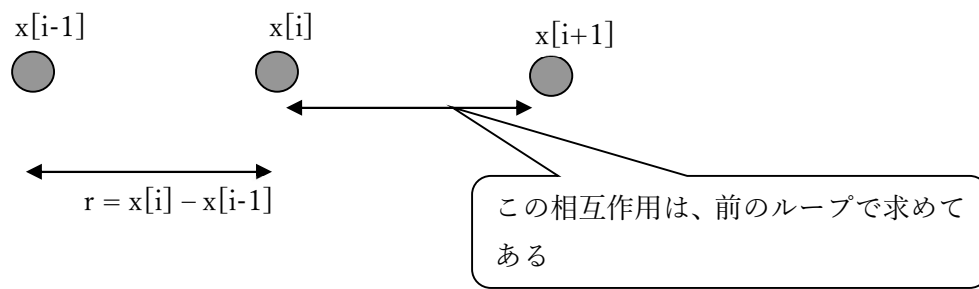 x[i-1]
x[i]
x[i+1]
r = x[i] – x[i-1]
この相互作用は、前のループで求めて
ある